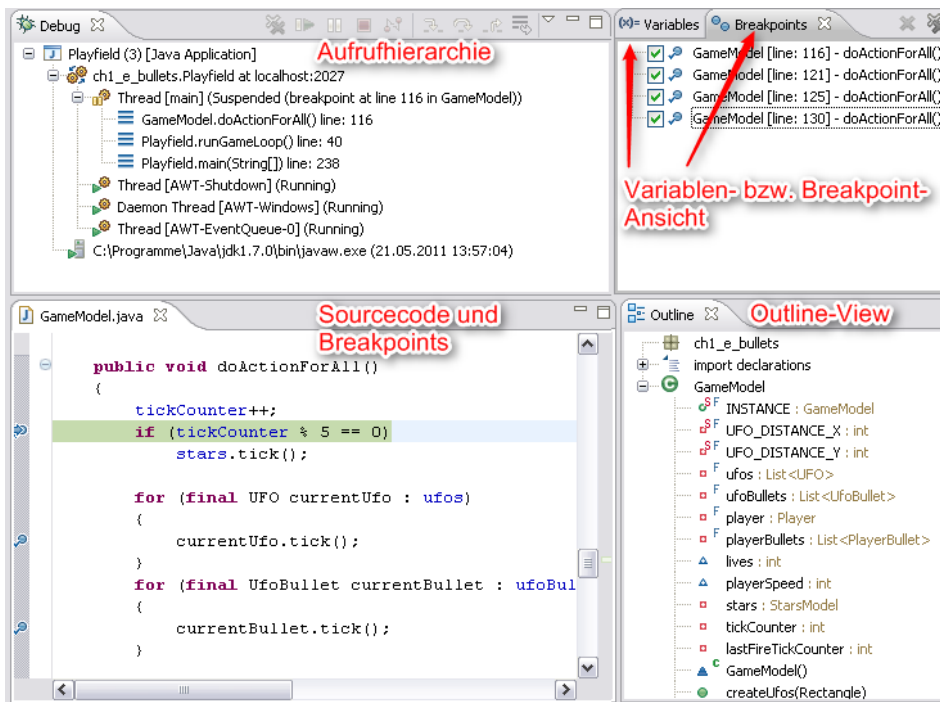 Debug
Aufrufhierarchie
Playfield (3) [Java Application]
ch1_e_bullets.Playfield at localhost:2027
Thread [main] (Suspended (breakpoint at line 116 in GameModel))
GameModel.doActionForAll() line: 116
Playfield.runGameLoop() line: 40
Playfield.main(String[]) line: 238
Thread [AWT-Shutdown] (Running)
Daemon Thread [AWT-Windows] (Running)
Thread [AWT-EventQueue-0] (Running)
C:\Programme\Java\jdk1.7.0\bin\javaw.exe (21.05.2011 13:57:04)
(x)= Variables
Breakpoints
GameModel [line: 116] - doActionForAll()
GameModel [line: 121] - doActionForAll()
GameModel [line: 125] - doActionForAll()
GameModel [line: 130] - doActionForAll()
Variablen- bzw. Breakpoint-
Ansicht
GameModel.java
Sourcecode und
Breakpoints
public void doActionForAll()
{
tickCounter++;
if (tickCounter % 5 == 0)
stars.tick();
for (final UFO currentUfo : ufos)
{
currentUfo.tick();
}
for (final UfoBullet currentBullet : ufoBul
{
currentBullet.tick();
}
Outline
Outline-View
ch1_e_bullets
import declarations
GameModel
INSTANCE : GameModel
UFO_DISTANCE_X : int
UFO_DISTANCE_Y : int
ufos : List<UFO>
ufoBullets : List<UfoBullet>
player : Player
playerBullets : List<PlayerBullet>
lives : int
playerSpeed : int
stars : StarsModel
tickCounter : int
lastFireTickCounter : int
GameModel()
createUfos(Rectangle)